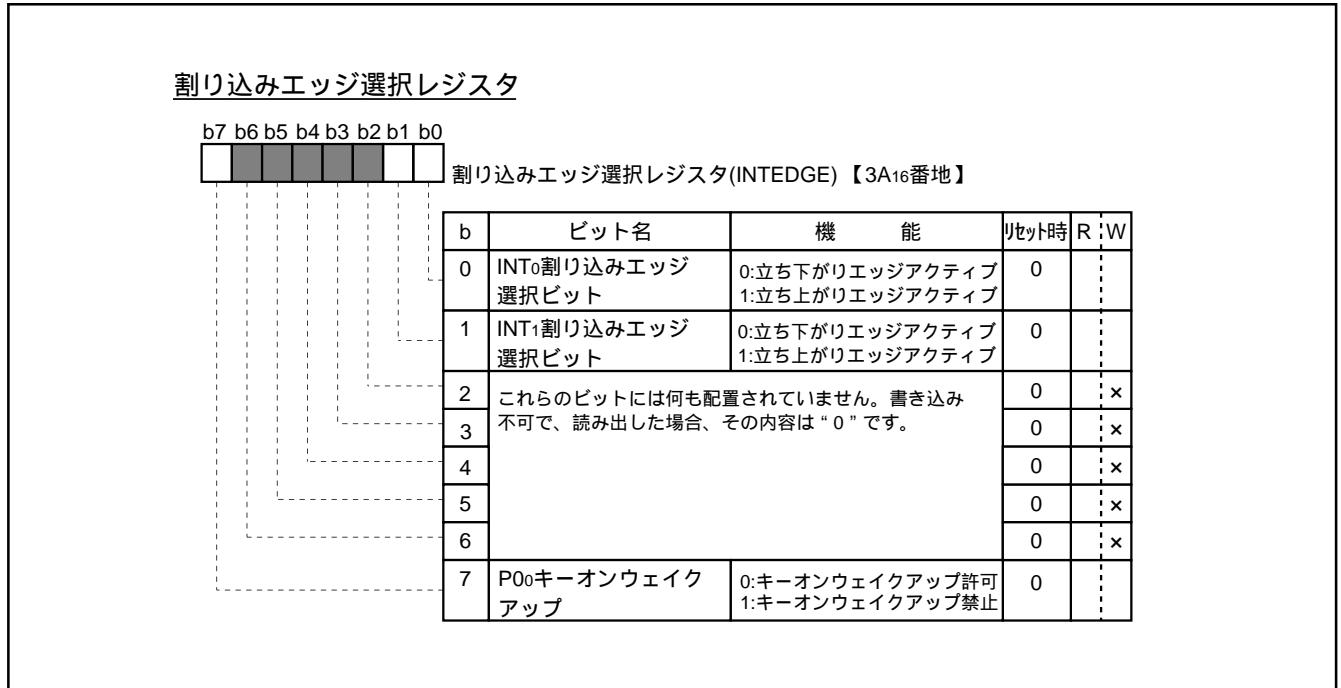 割り込みエッジ選択レジスタ
b7 b6 b5 b4 b3 b2 b1 b0
割り込みエッジ選択レジスタ(INTEDGE)【3A16番地】
b ビット名 機 能 リセット時 R W
0 INT0割り込みエッジ 0:立ち下がりエッジアクティブ 0
選択ビット 1:立ち上がりエッジアクティブ
1 INT1割り込みエッジ 0:立ち下がりエッジアクティブ 0
選択ビット 1:立ち上がりエッジアクティブ
2 これらのビットには何も配置されていません。書き込み 0 ×
3 不可で、読み出した場合、その内容は“0”です。 0 ×
4 0 ×
5 0 ×
6 0 ×
7 P00キーオンウェイク 0:キーオンウェイクアップ許可 0
アップ 1:キーオンウェイクアップ禁止